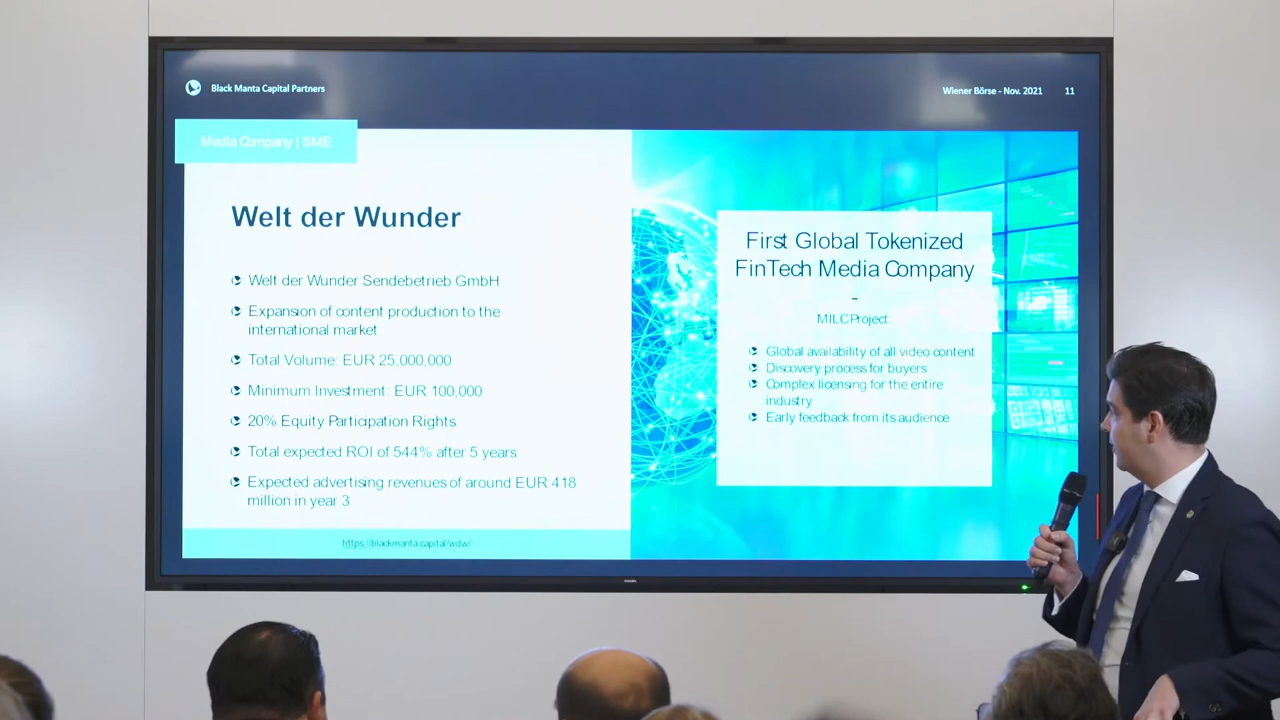 Black Manta Capital Partners
Wiener Börse - Nov. 2021 11
Media Company | SME
Welt der Wunder
Welt der Wunder Sendebetrieb GmbH
Expansion of content production to the
international market
Total Volume: EUR 25,000,000
Minimum Investment: EUR 100,000
20% Equity Participation Rights
Total expected ROI of 544% after 5 years
Expected advertising revenues of around EUR 418
million in year 3
https://blackmanta.capital/wdw/
First Global Tokenized
FinTech Media Company
-
MILC Project:
Global availability of all video content
Discovery process for buyers
Complex licensing for the entire
industry
Early feedback from its audience